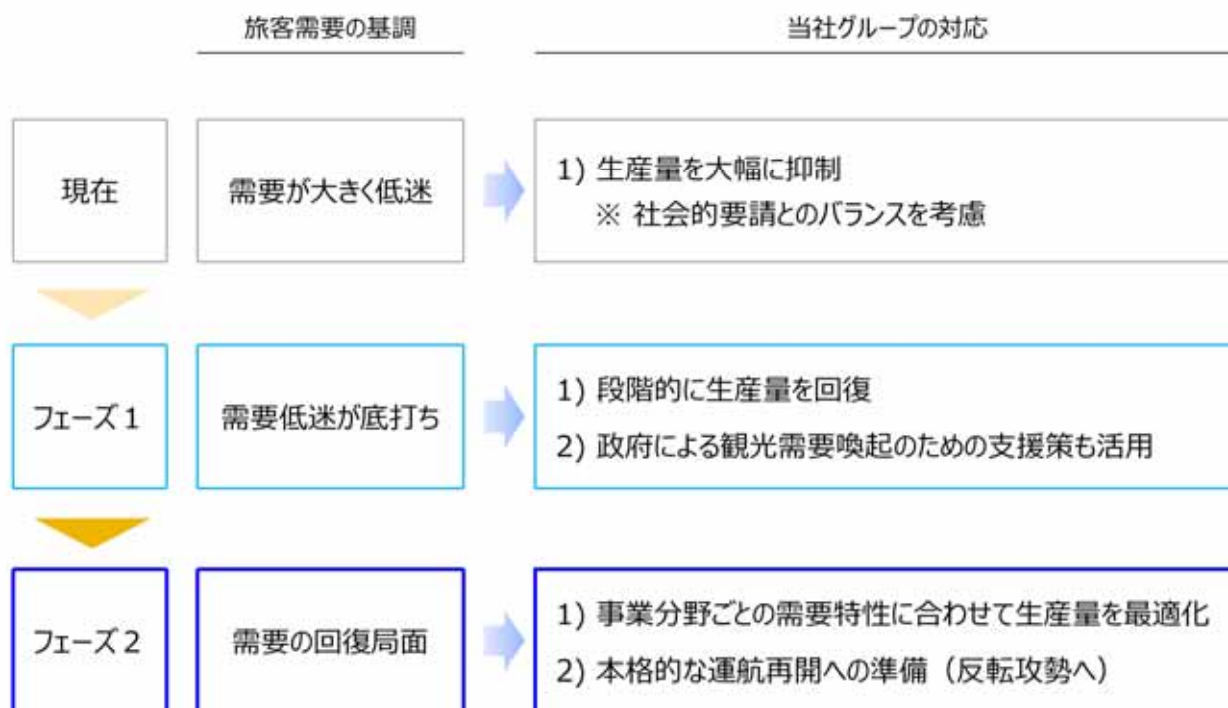 旅客需要の基調
当社グループの対応
現在
需要が大きく低迷
1) 生産量を大幅に抑制
※ 社会的要請とのバランスを考慮
フェーズ1
需要低迷が底打ち
1) 段階的に生産量を回復
2) 政府による観光需要喚起のための支援策も活用
フェーズ2
需要の回復局面
1) 事業分野ごとの需要特性に合わせて生産量を最適化
2) 本格的な運航再開への準備（反転攻勢へ）